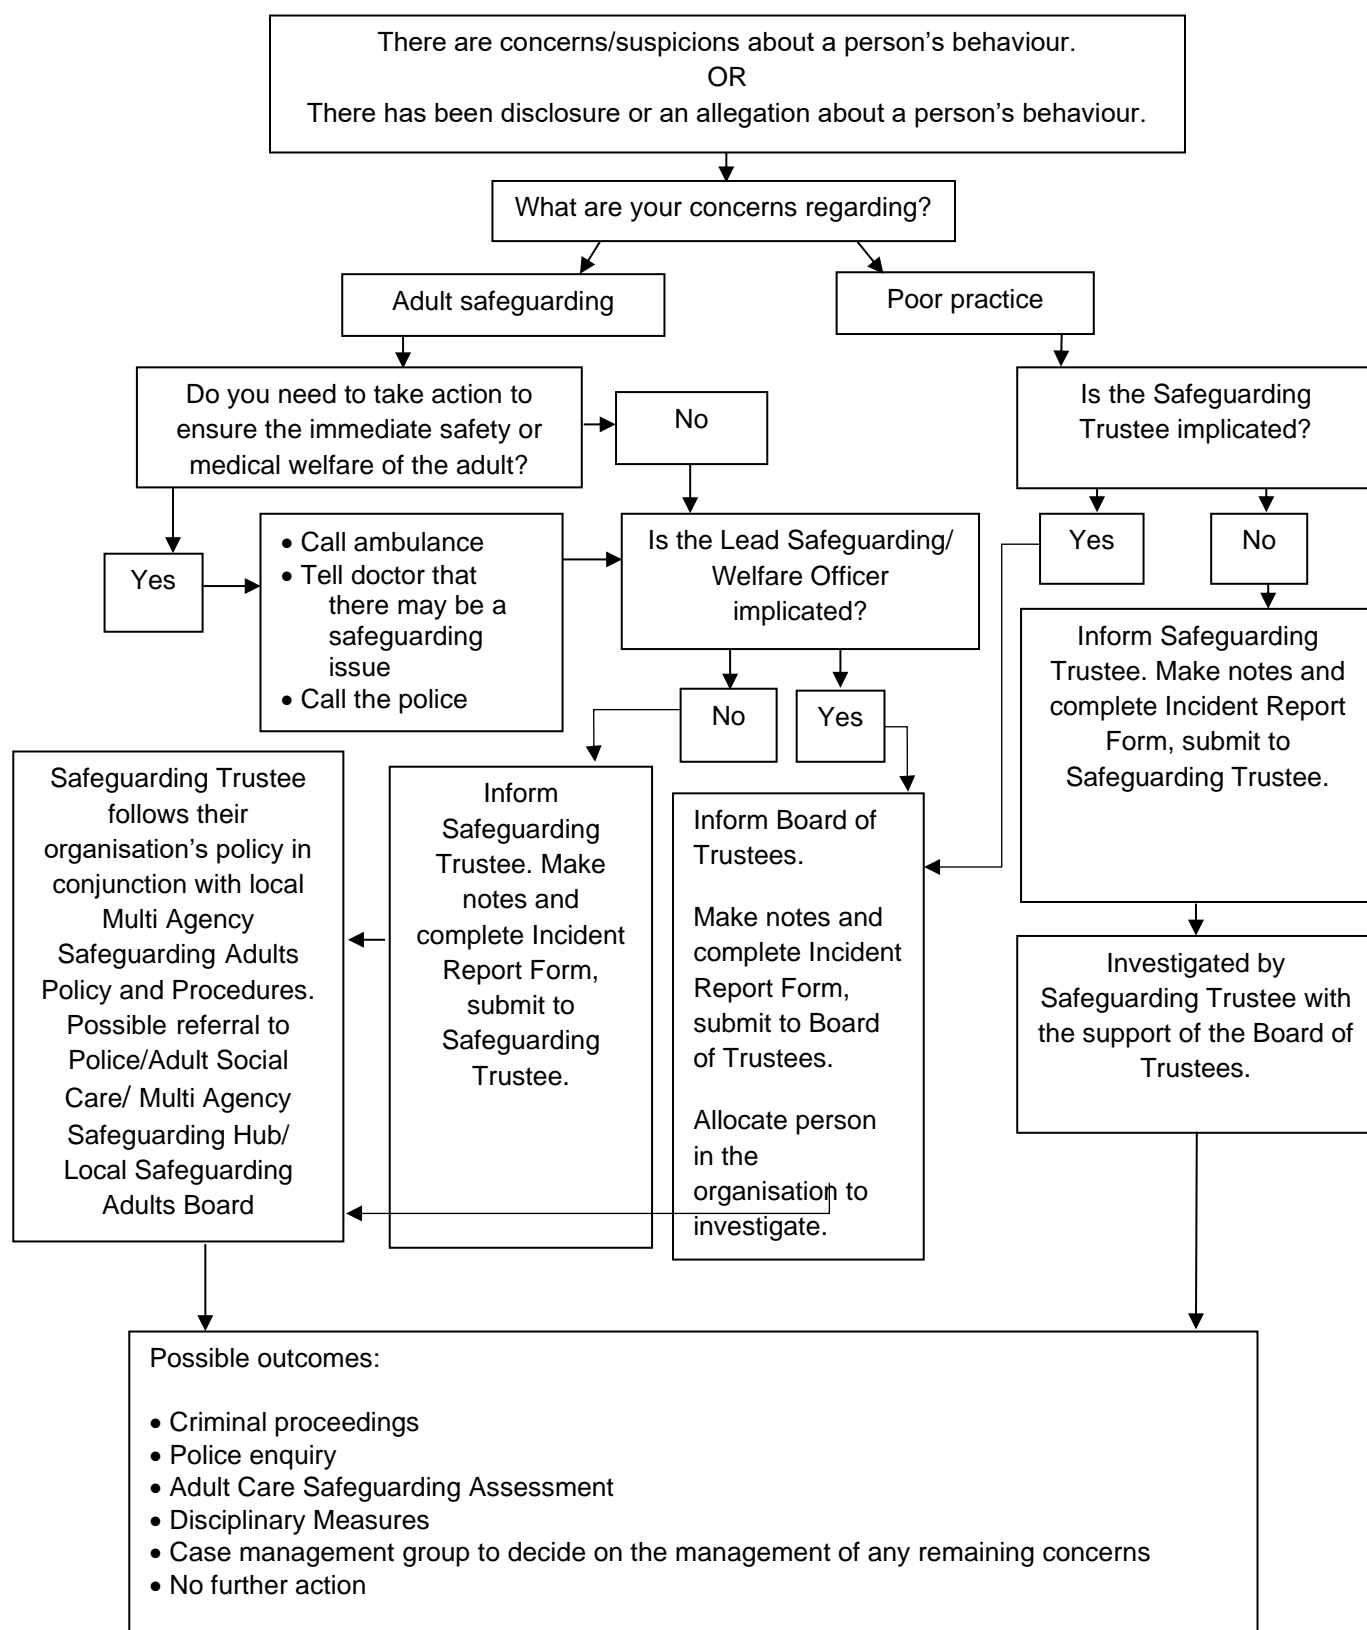 There are concerns/suspicions about a person’s behaviour.
OR
There has been disclosure or an allegation about a person’s behaviour.
What are your concerns regarding?
Adult safeguarding
Poor practice
Do you need to take action to
ensure the immediate safety or
medical welfare of the adult?
No
Is the Safeguarding
Trustee implicated?
Yes
• Call ambulance
• Tell doctor that
there may be a
safeguarding
issue
• Call the police
Is the Lead Safeguarding/
Welfare Officer
implicated?
Yes
No
No
Yes
Inform Safeguarding
Trustee. Make notes and
complete Incident Report
Form, submit to
Safeguarding Trustee.
Safeguarding Trustee
follows their
organisation’s policy in
conjunction with local
Multi Agency
Safeguarding Adults
Policy and Procedures.
Possible referral to
Police/Adult Social
Care/ Multi Agency
Safeguarding Hub/
Local Safeguarding
Adults Board
Inform
Safeguarding
Trustee. Make
notes and
complete Incident
Report Form,
submit to
Safeguarding
Trustee.
Inform Board of
Trustees.
Make notes and
complete Incident
Report Form,
submit to Board
of Trustees.
Allocate person
in the
organisation to
investigate.
Investigated by
Safeguarding Trustee with
the support of the Board of
Trustees.
Possible outcomes:
• Criminal proceedings
• Police enquiry
• Adult Care Safeguarding Assessment
• Disciplinary Measures
• Case management group to decide on the management of any remaining concerns
• No further action